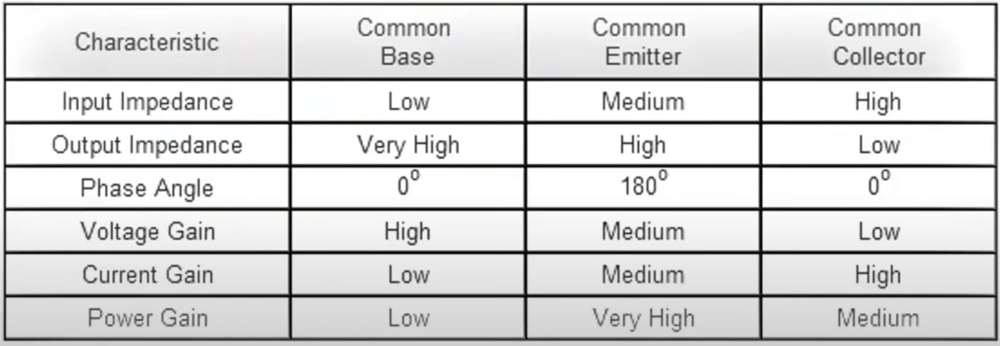 Characteristic Common Base Common Emitter Common Collector
Input Impedance Low Medium High
Output Impedance Very High High Low
Phase Angle 0° 180° 0°
Voltage Gain High Medium Low
Current Gain Low Medium High
Power Gain Low Very High Medium